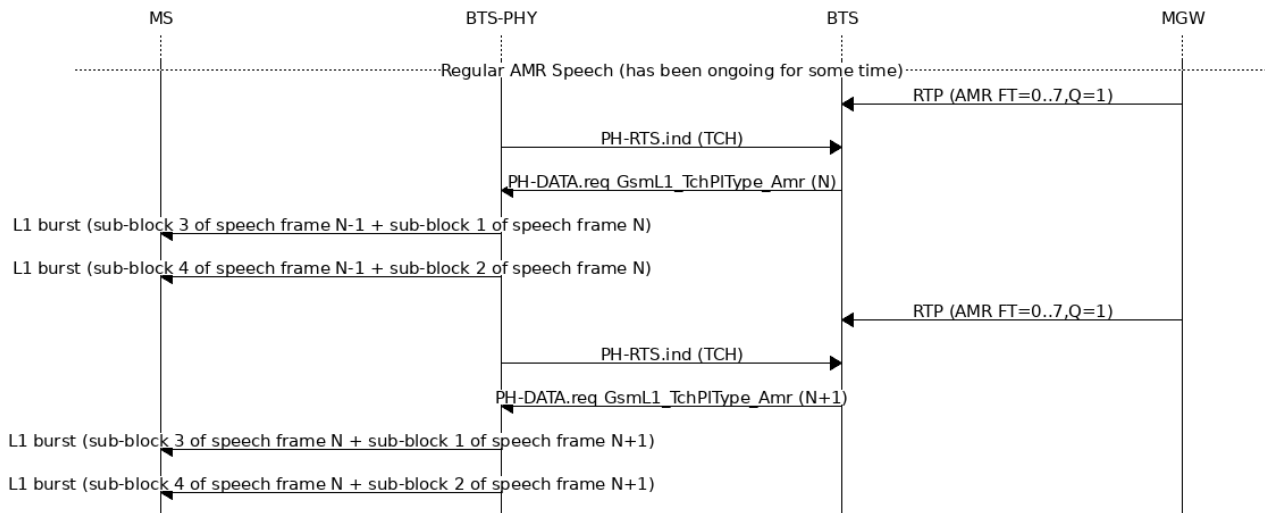 MS BTS-PHY BTS MGW
Regular AMR Speech (has been ongoing for some time)
RTP (AMR FT=0..7,Q=1)
PH-RTS.ind (TCH)
PH-DATA.req GsmL1_TchPlType_Amr (N)
L1 burst (sub-block 3 of speech frame N-1 + sub-block 1 of speech frame N)
L1 burst (sub-block 4 of speech frame N-1 + sub-block 2 of speech frame N)
RTP (AMR FT=0..7,Q=1)
PH-RTS.ind (TCH)
PH-DATA.req GsmL1_TchPlType_Amr (N+1)
L1 burst (sub-block 3 of speech frame N + sub-block 1 of speech frame N+1)
L1 burst (sub-block 4 of speech frame N + sub-block 2 of speech frame N+1)